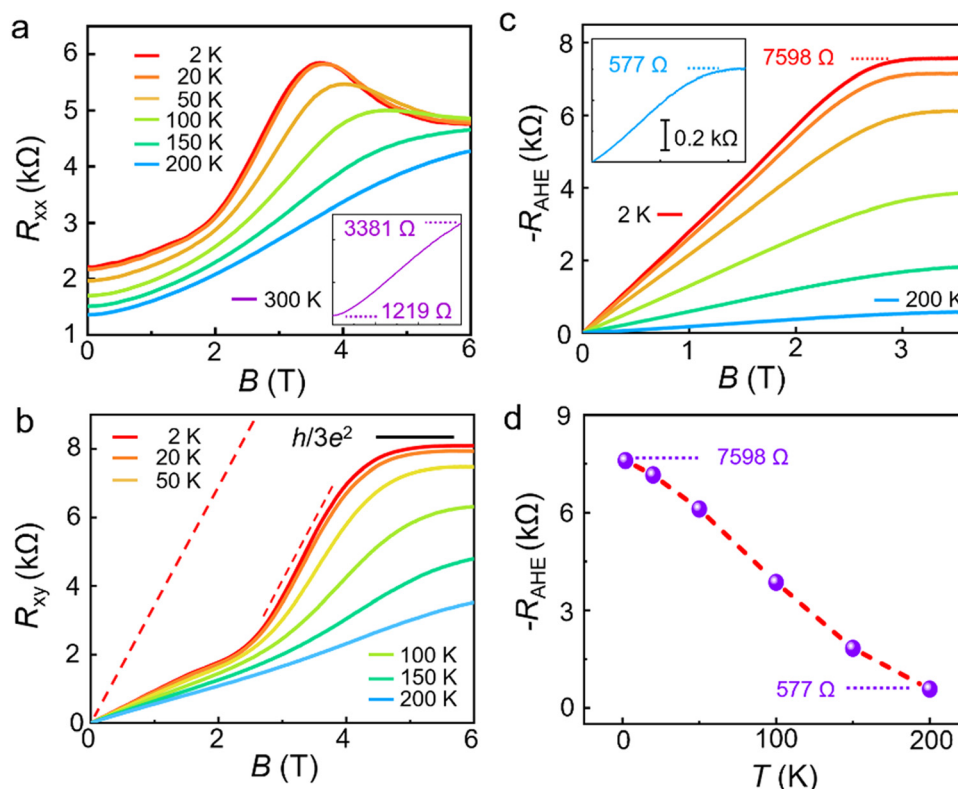 a
R_xx (kΩ)
6
5
4
3
2
1
2 K
20 K
50 K
100 K
150 K
200 K
300 K
3381 Ω
1219 Ω
0
2
4
6
B (T)
b
R_xy (kΩ)
8
6
4
2
0
2 K
20 K
50 K
h/3e²
100 K
150 K
200 K
0
2
4
6
B (T)
c
-R_AHE (kΩ)
-8
6
4
2
0
577 Ω
0.2 kΩ
7598 Ω
2 K
200 K
0
1
2
3
B (T)
d
-R_AHE (kΩ)
9
6
3
0
7598 Ω
577 Ω
0
100
200
T (K)